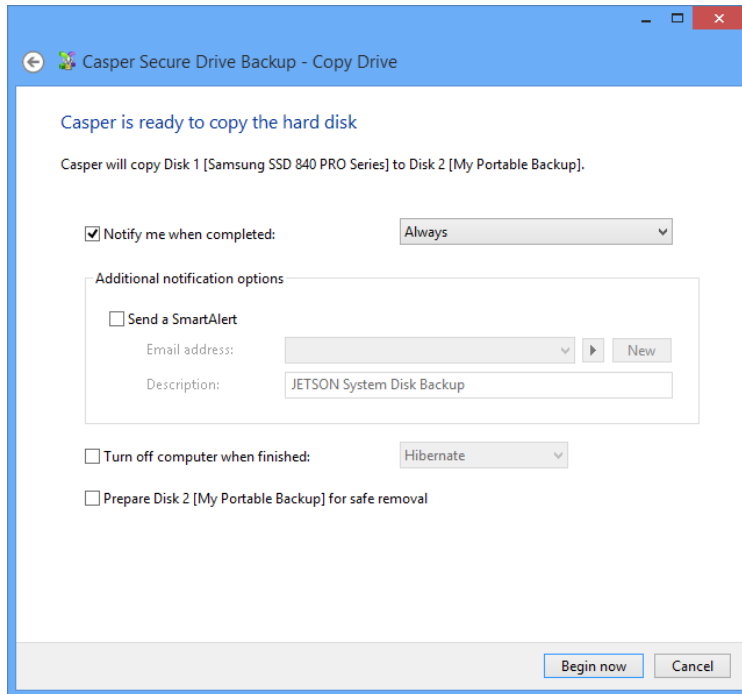 Casper Secure Drive Backup - Copy Drive
Casper is ready to copy the hard disk
Casper will copy Disk 1 [Samsung SSD 840 PRO Series] to Disk 2 [My Portable Backup].
Notify me when completed: Always
Additional notification options
Send a SmartAlert
Email address: New
Description: JETSON System Disk Backup
Turn off computer when finished: Hibernate
Prepare Disk 2 [My Portable Backup] for safe removal
Begin now Cancel